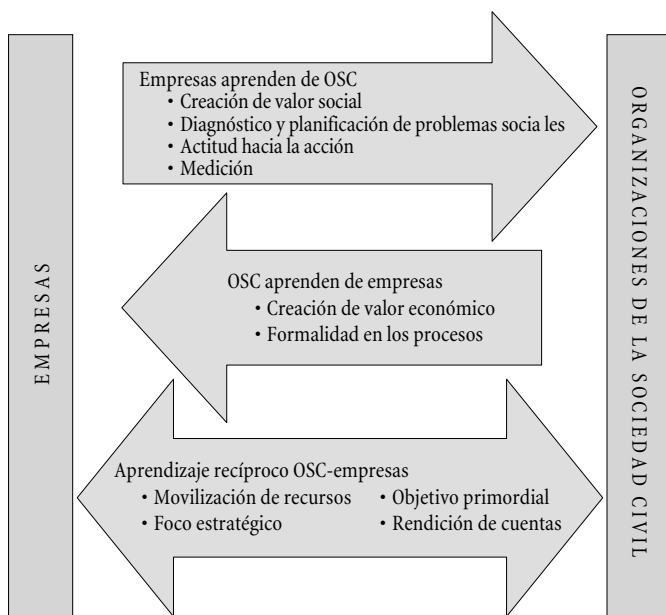 EMPRESAS
Empresas aprenden de OSC
• Creación de valor social
• Diagnóstico y planificación de problemas socia les
• Actitud hacia la acción
• Medición
OSC aprenden de empresas
• Creación de valor económico
• Formalidad en los procesos
Aprendizaje recíproco OSC-empresas
• Movilización de recursos • Objetivo primordial
• Foco estratégico • Rendición de cuentas
ORGANIZACIONES DE LA SOCIEDAD CIVIL